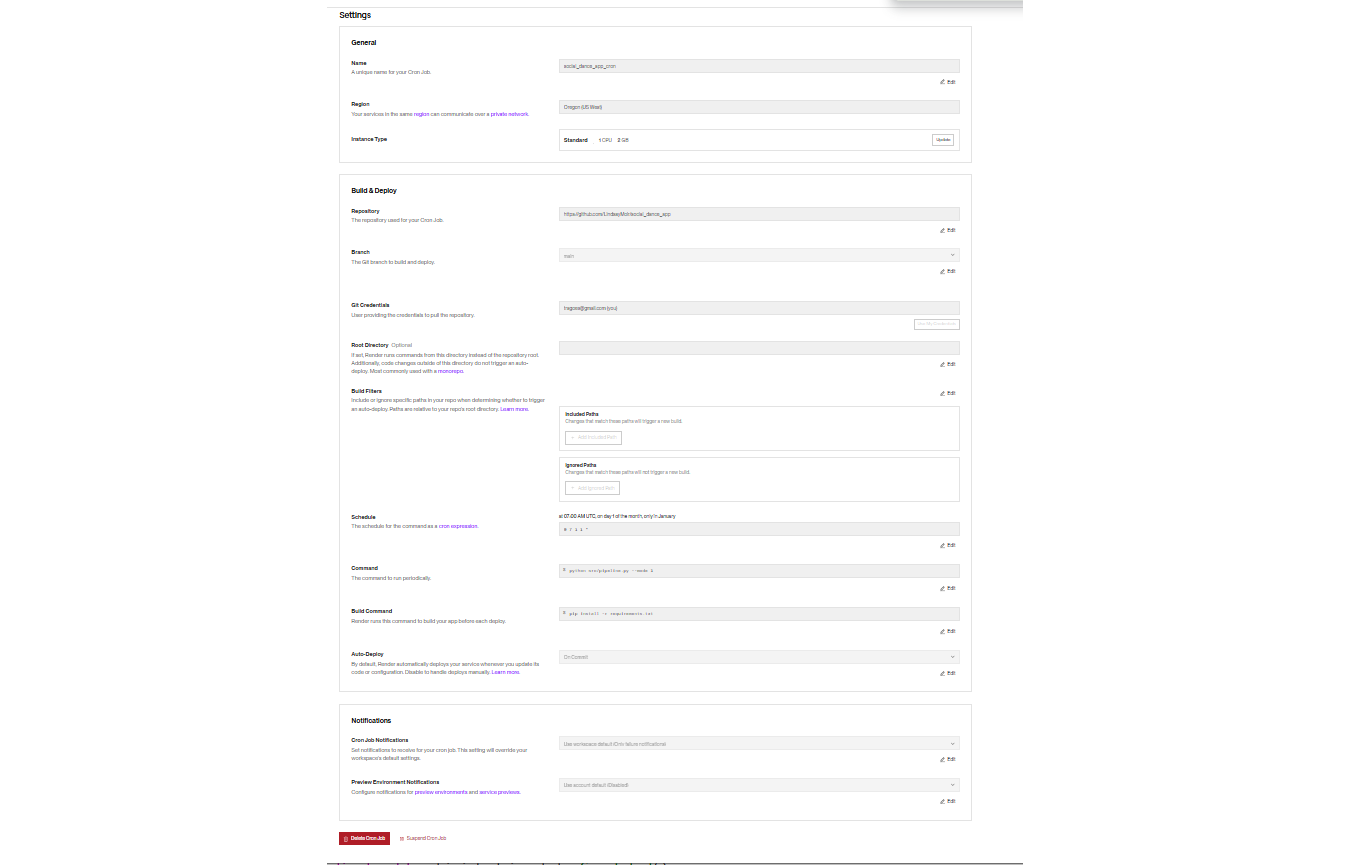 Settings
General
Name
A unique name for your Cron Job.
social_dance_app_cron
Edit
Region
Your services in the same region can communicate over a private network.
Oregon (US West)
Instance Type
Standard 1 CPU 2 GB
Update
Build & Deploy
Repository
The repository used for your Cron Job.
Edit
Branch
The Git branch to build and deploy.
main
Edit
Git Credentials
User providing the credentials to pull the repository.
Root Directory Optional
If set, Render runs commands from this directory instead of the repository root.
Additionally, code changes outside of this directory do not trigger an auto-
deploy. Most commonly used with a monorepo.
Edit
Build Filters
Include or ignore specific paths in your repo when determining whether to trigger
an auto-deploy. Paths are relative to your repo's root directory. Learn more.
Edit
Included Paths
Changes that match these paths will trigger a new build.
+ Add Included Path
Ignored Paths
Changes that match these paths will not trigger a new build.
+ Add Ignored Path
Schedule
The schedule for the command as a cron expression.
at 07:00 AM UTC, on day 1 of the month, only in January
0 7 1 1 *
Edit
Command
The command to run periodically.
$ python src/pipeline.py --mode
Edit
Build Command
Render runs this command to build your app before each deploy.
$ pip install -r requirements.txt
Edit
Auto-Deploy
By default, Render automatically deploys your service whenever you update its
code or configuration. Disable to handle deploys manually. Learn more.
On Commit
Edit
Notifications
Cron Job Notifications
Set notifications to receive for your cron job. This setting will override your
workspace's default settings.
Use workspace default (Only failure notifications)
Edit
Preview Environment Notifications
Configure notifications for preview environments and service previews.
Use account default (Disabled)
Edit
Delete Cron Job
Suspend Cron Job